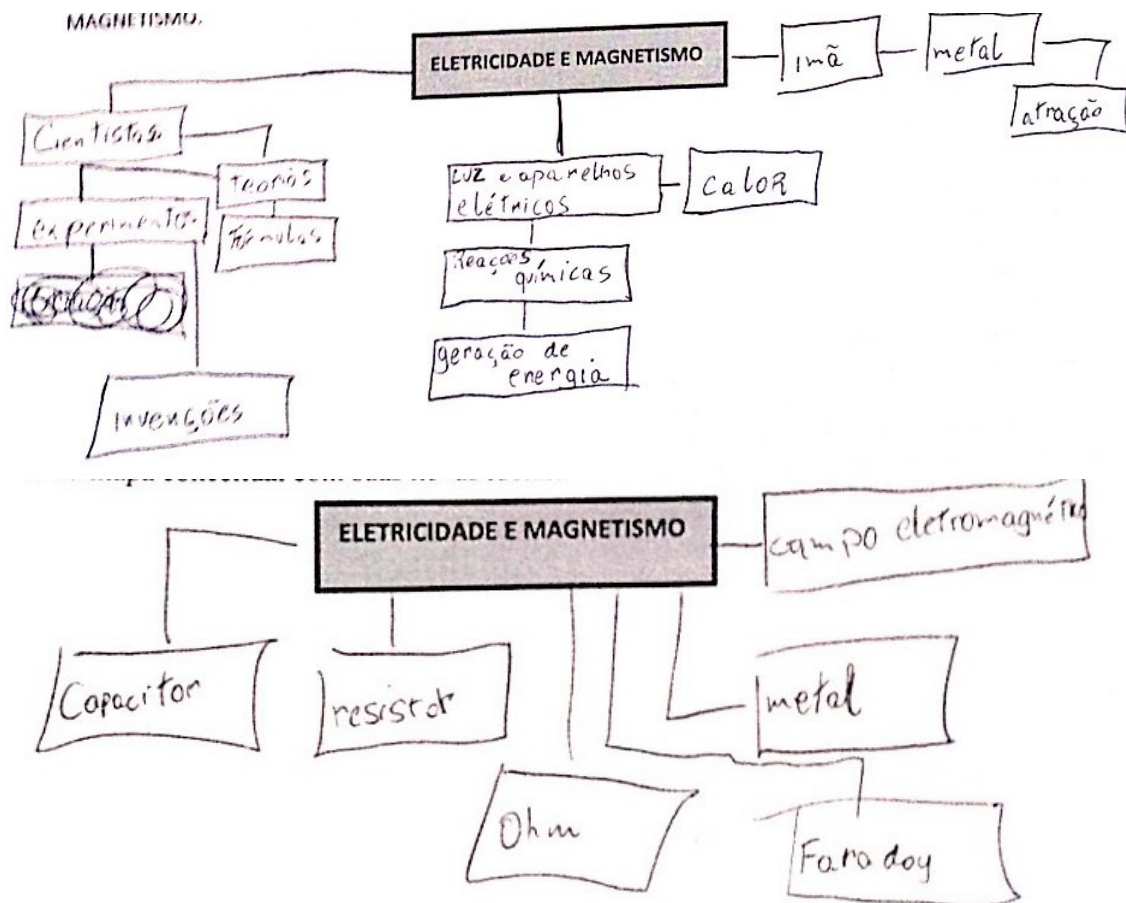 MAGNETISMO.
ELETRICIDADE E MAGNETISMO
imã
metal
atração
Cientistas
teorias
experimentos
fórmulas
invenções
LUZ e aparelhos
elétricos
CaLOR
Reações
químicas
geração de
energia
ELETRICIDADE E MAGNETISMO
campo eletromagnético
Capacitor
resistor
metal
Ohm
Faraday